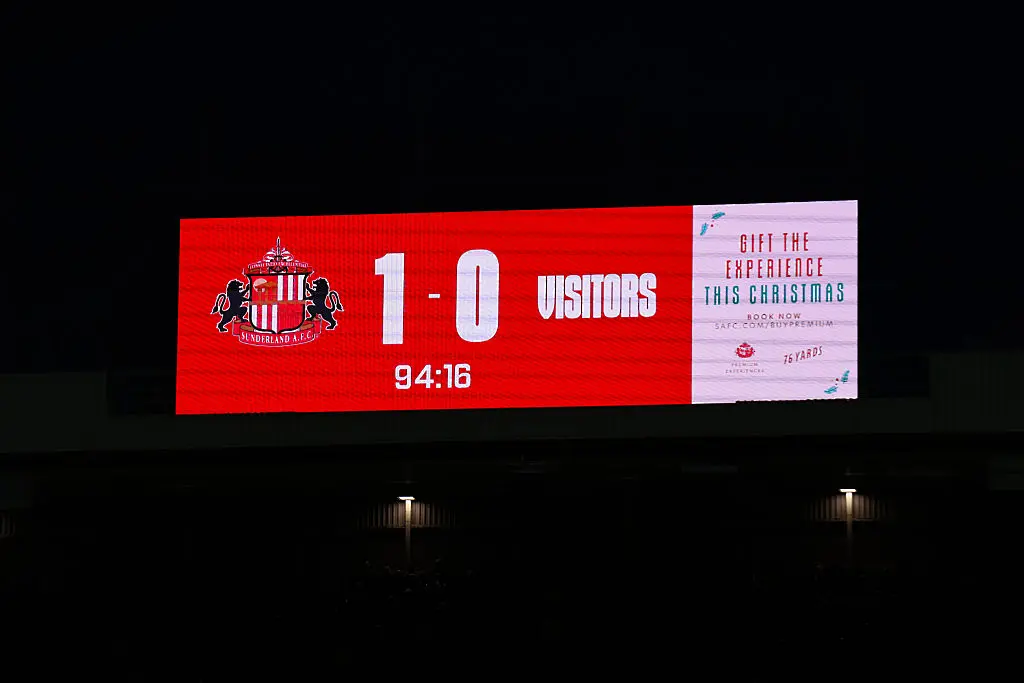 SUNDERLAND A.F.C.
1 - 0
VISITORS
94:16
GIFT THE
EXPERIENCE
THIS CHRISTMAS
BOOK NOW
SAFC.COM/BUYPREMIUM
PREMIUM
EXPERIENCES
76 YARDS